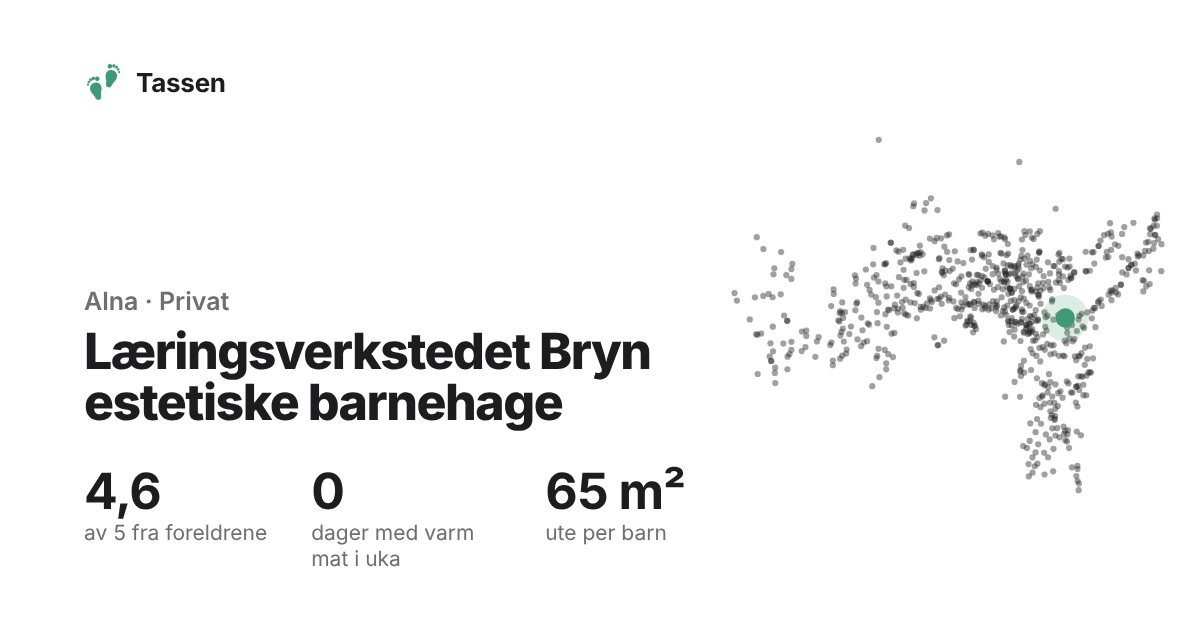 Tassen
Alna · Privat
Læringsverkstedet Bryn
estetiske barnehage
4,6
av 5 fra foreldrene
0
dager med varm
mat i uka
65 m²
ute per barn